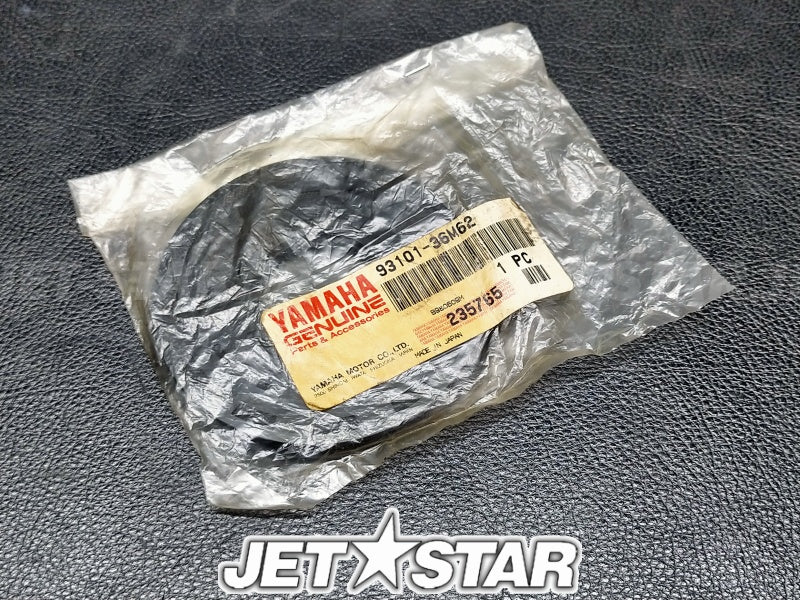 93101-36M62
1 PC
YAMAHA
GENUINE
Parts & Accessories
235765
YAMAHA MOTOR CO.,LTD.
MADE IN JAPAN
JET★STAR